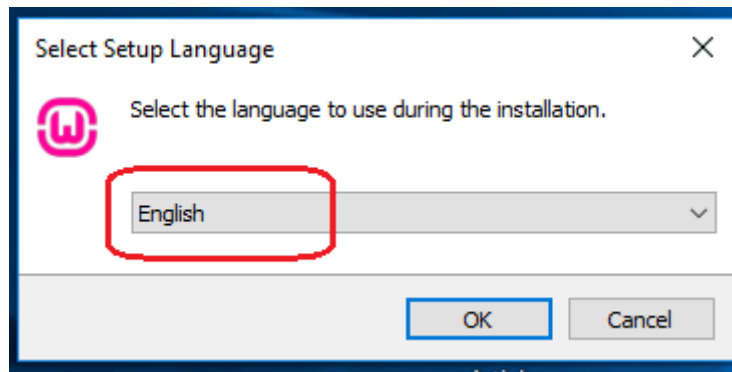 Select Setup Language
Select the language to use during the installation.
English
OK
Cancel